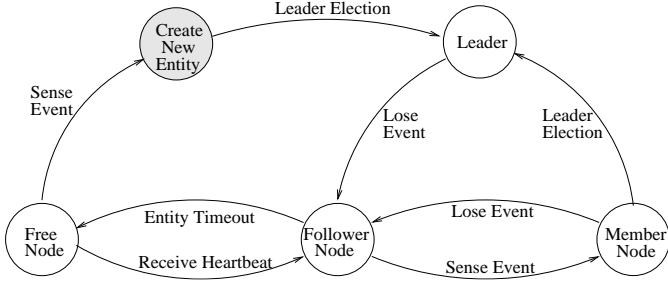 Leader Election
Create
New
Entity
Leader
Sense
Event
Lose
Event
Leader
Election
Entity Timeout
Lose Event
Free
Node
Follower
Node
Member
Node
Receive Heartbeat
Sense Event